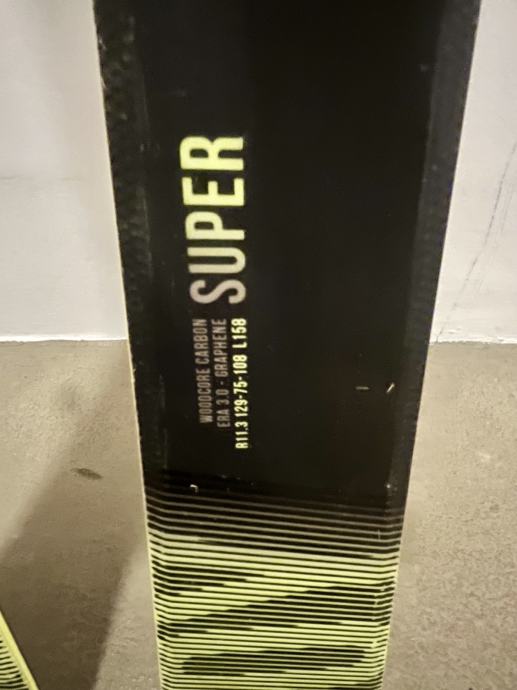 SUPER
WOODCORE CARBON
ERA 3.0 - GRAPHENE
R11.3 129-75-108 L158